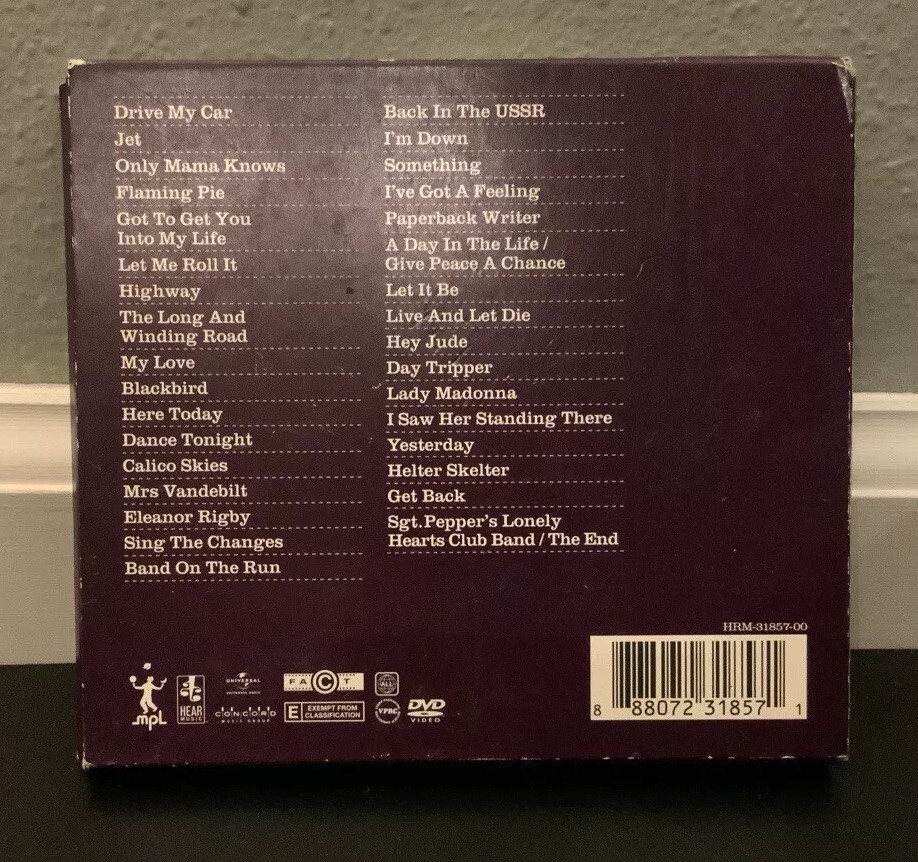 Drive My Car
Jet
Only Mama Knows
Flaming Pie
Got To Get You
Into My Life
Let Me Roll It
Highway
The Long And
Winding Road
My Love
Blackbird
Here Today
Dance Tonight
Calico Skies
Mrs Vandebilt
Eleanor Rigby
Sing The Changes
Band On The Run
Back In The USSR
I'm Down
Something
I've Got A Feeling
Paperback Writer
A Day In The Life /
Give Peace A Chance
Let It Be
Live And Let Die
Hey Jude
Day Tripper
Lady Madonna
I Saw Her Standing There
Yesterday
Helter Skelter
Get Back
Sgt. Pepper's Lonely
Hearts Club Band / The End
HRM-31857-00
8 88072 31857 1
MPL
HEAR
MUSIC
UNIVERSAL
UNIVERSAL MUSIC
CONCORD
MUSIC GROUP
FACT
E EXEMPT FROM
CLASSIFICATION
ALL
VPRC
DVD
VIDEO